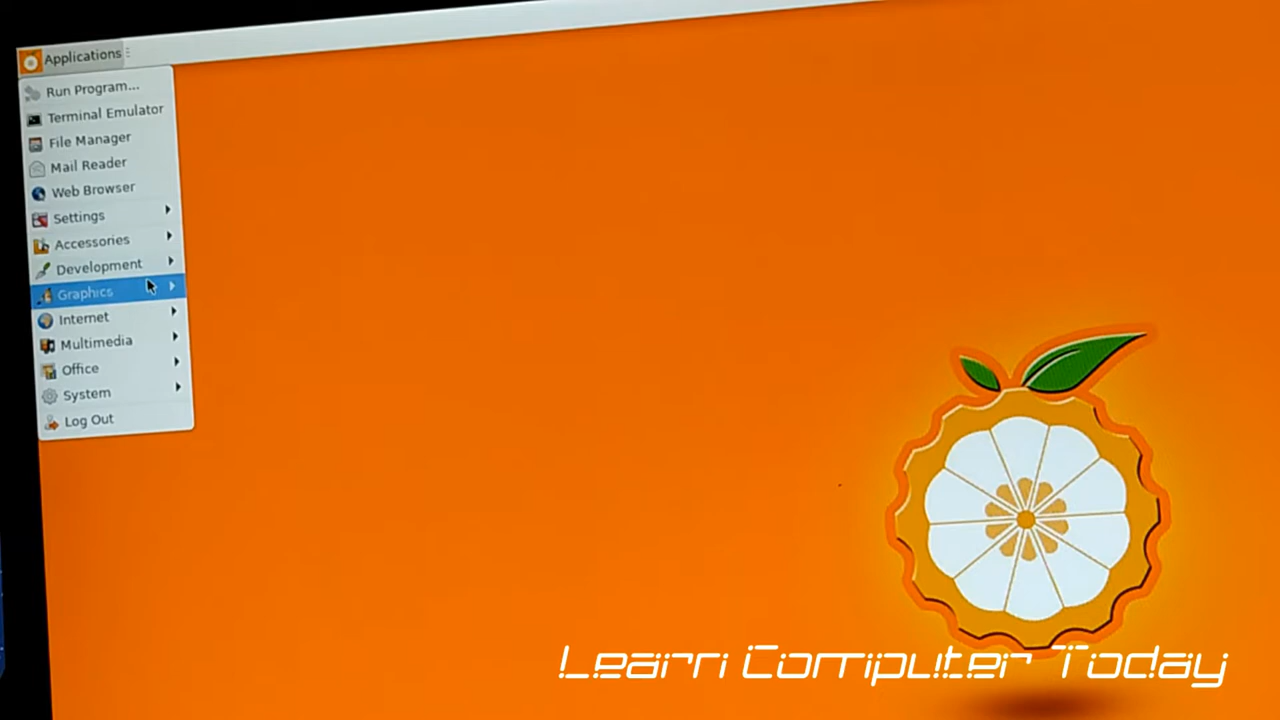 Applications
Run Program...
Terminal Emulator
File Manager
Mail Reader
Web Browser
Settings
Accessories
Development
Graphics
Internet
Multimedia
Office
System
Log Out
Learn Computer Today